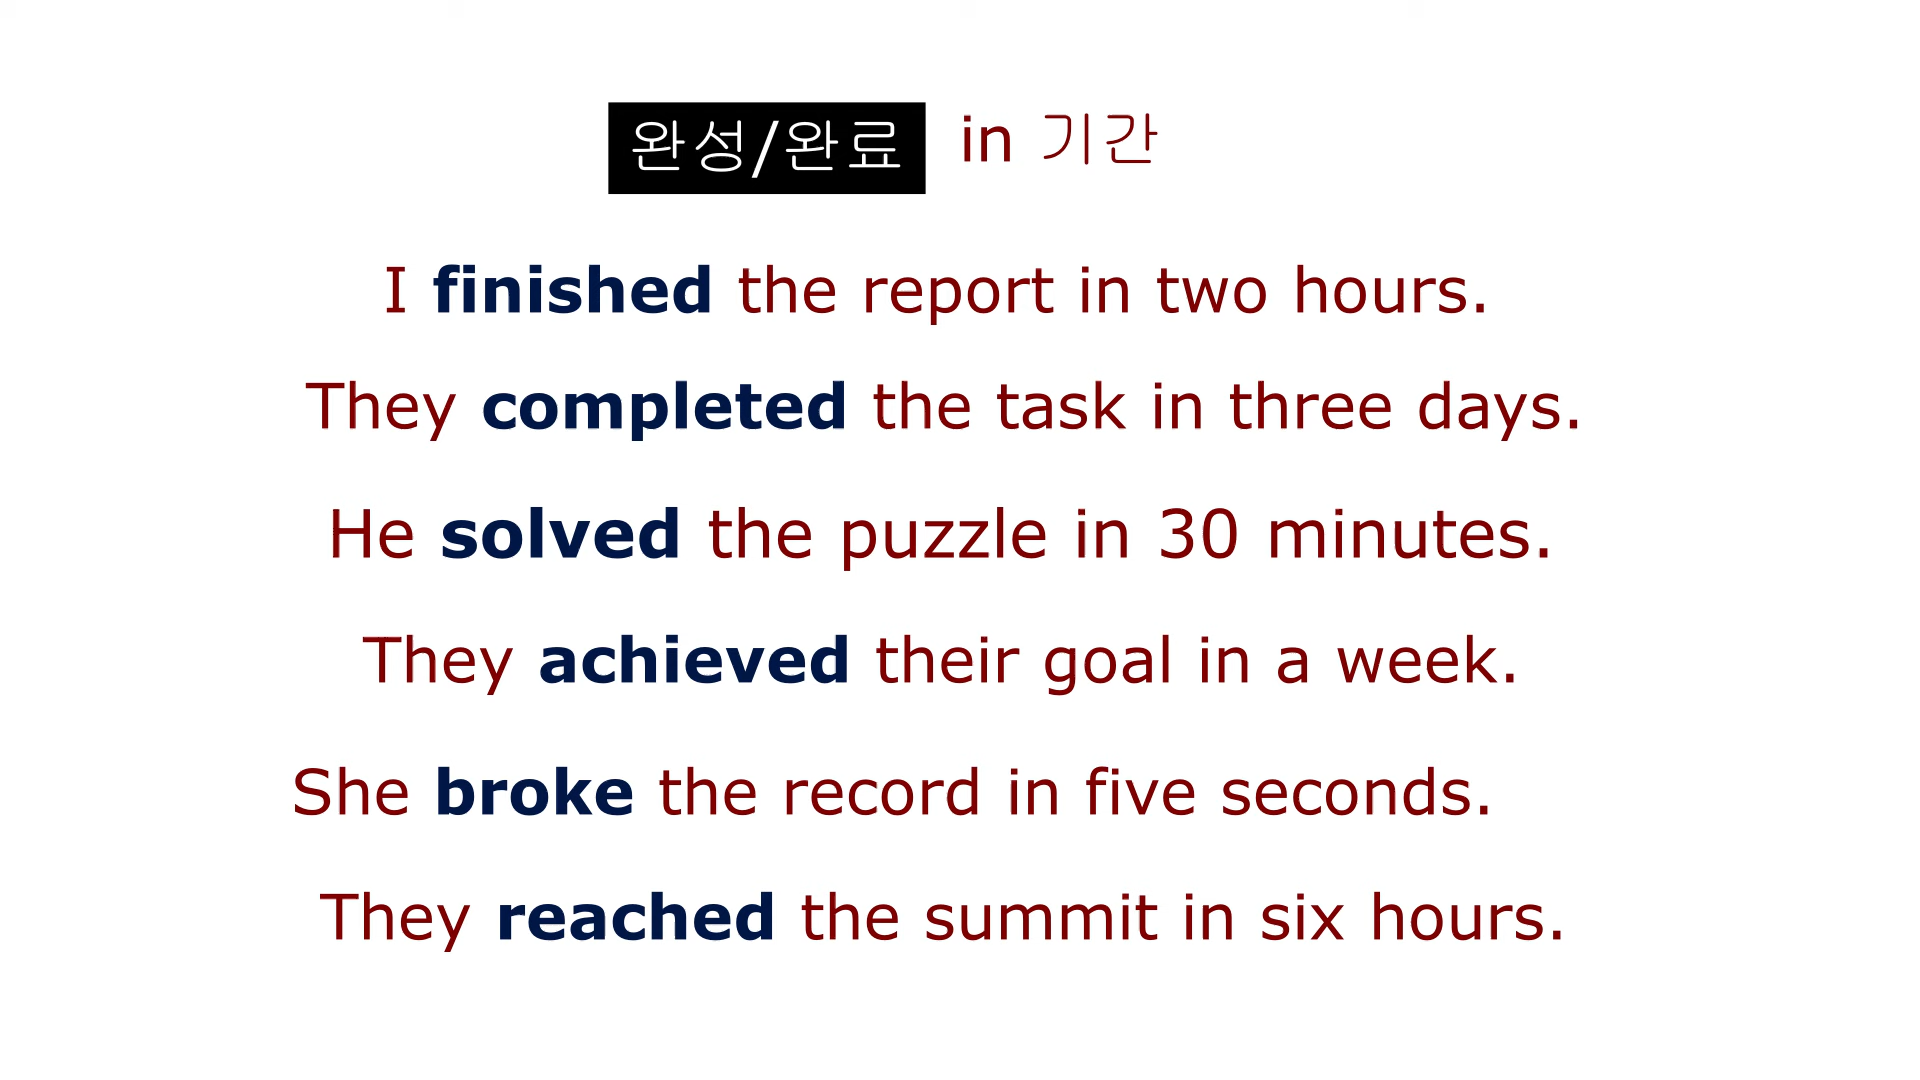 완성/완료 in 기간
I finished the report in two hours.
They completed the task in three days.
He solved the puzzle in 30 minutes.
They achieved their goal in a week.
She broke the record in five seconds.
They reached the summit in six hours.